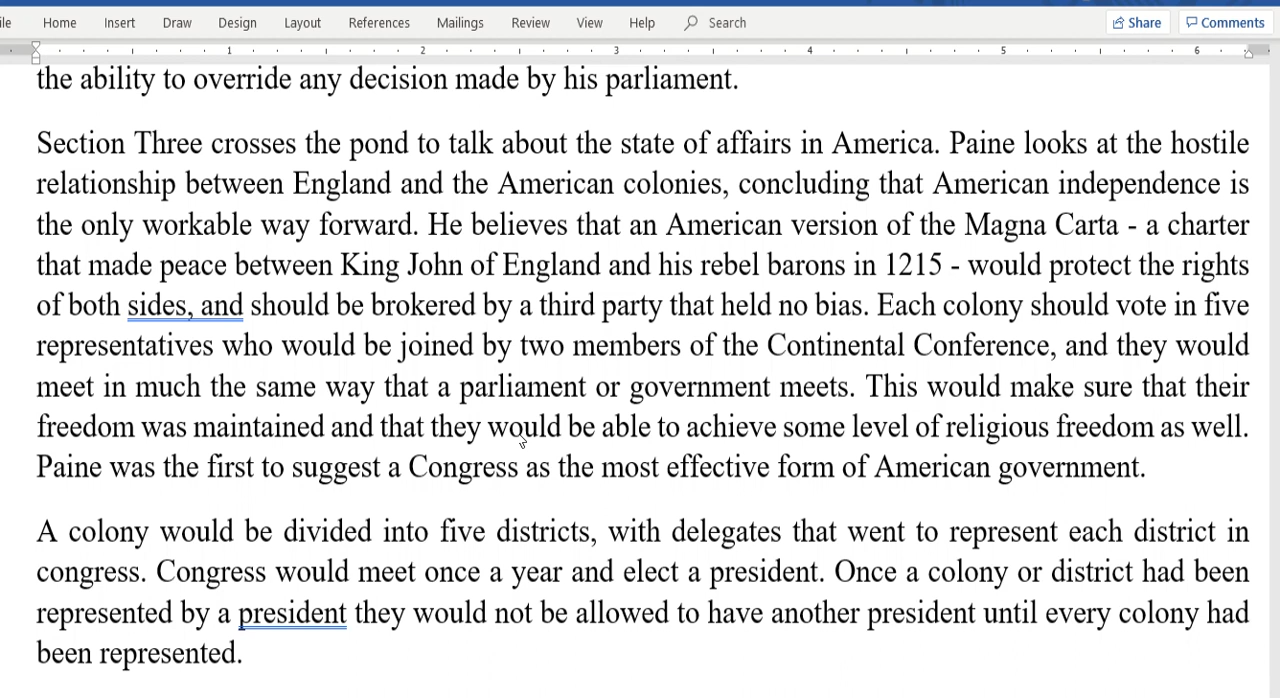 ile Home Insert Draw Design Layout References Mailings Review View Help Search Share Comments
1 2 3 4 5 6
the ability to override any decision made by his parliament.
Section Three crosses the pond to talk about the state of affairs in America. Paine looks at the hostile
relationship between England and the American colonies, concluding that American independence is
the only workable way forward. He believes that an American version of the Magna Carta - a charter
that made peace between King John of England and his rebel barons in 1215 - would protect the rights
of both sides, and should be brokered by a third party that held no bias. Each colony should vote in five
representatives who would be joined by two members of the Continental Conference, and they would
meet in much the same way that a parliament or government meets. This would make sure that their
freedom was maintained and that they would be able to achieve some level of religious freedom as well.
Paine was the first to suggest a Congress as the most effective form of American government.
A colony would be divided into five districts, with delegates that went to represent each district in
congress. Congress would meet once a year and elect a president. Once a colony or district had been
represented by a president they would not be allowed to have another president until every colony had
been represented.